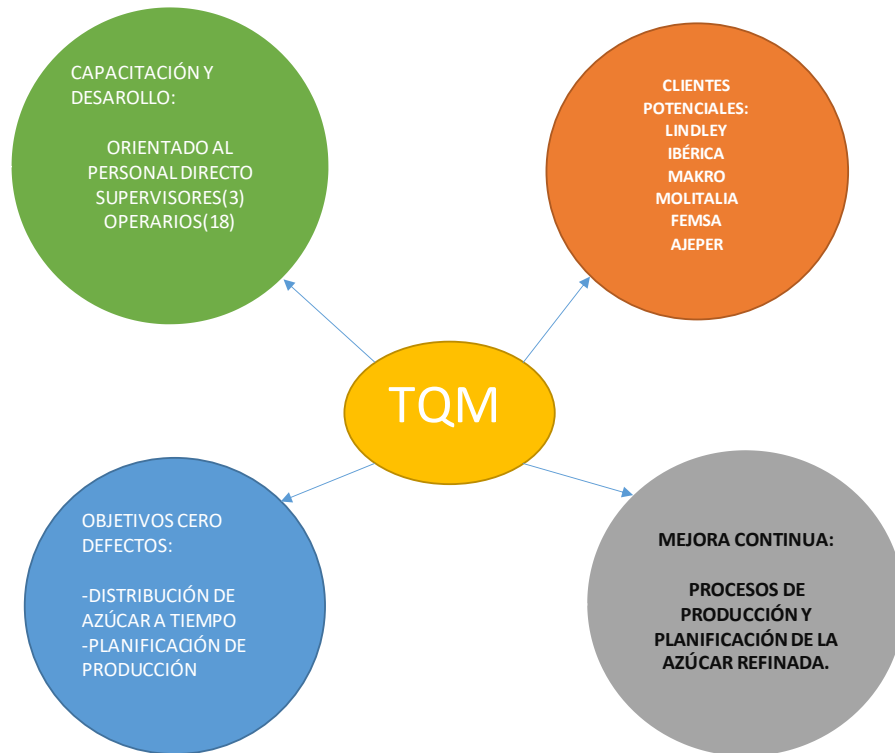 CAPACITACIÓN Y
DESAROLLO:
ORIENTADO AL
PERSONAL DIRECTO
SUPERVISORES(3)
OPERARIOS(18)
CLIENTES
POTENCIALES:
LINDLEY
IBÉRICA
MAKRO
MOLITALIA
FEMSA
AJEPER
TQM
OBJETIVOS CERO
DEFECTOS:
-DISTRIBUCIÓN DE
AZÚCAR A TIEMPO
-PLANIFICACIÓN DE
PRODUCCIÓN
MEJORA CONTINUA:
PROCESOS DE
PRODUCCIÓN Y
PLANIFICACIÓN DE LA
AZÚCAR REFINADA.